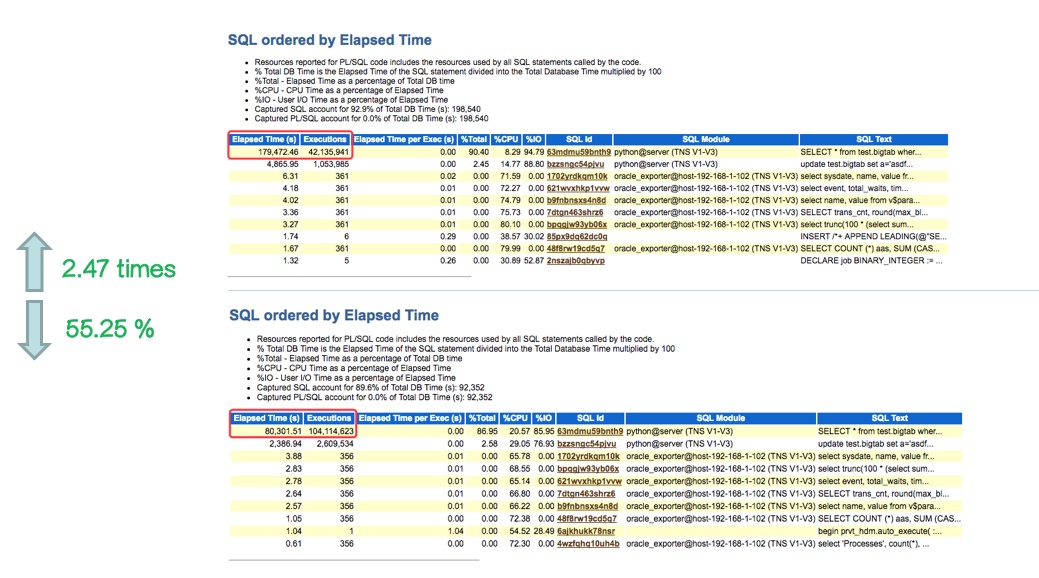 SQL ordered by Elapsed Time
Resources reported for PL/SQL code includes the resources used by all SQL statements called by the code.
% Total DB Time is the Elapsed Time of the SQL statement divided into the Total Database Time multiplied by 100
%Total - Elapsed Time as a percentage of Total DB time
%CPU - CPU Time as a percentage of Elapsed Time
%IO - User I/O Time as a percentage of Elapsed Time
Captured SQL account for 92.9% of Total DB Time (s): 198,540
Captured PL/SQL account for 0.0% of Total DB Time (s): 198,540
Elapsed Time (s) Executions Elapsed Time per Exec (s) %Total %CPU %IO SQL Id SQL Module SQL Text
179,472.46 42,135,941 0.00 90.40 8.29 94.79 63mdmu59bnth9 python@server (TNS V1-V3) SELECT * from test.bigtab wher...
4,865.95 1,053,985 0.00 2.45 14.77 88.80 bzzsngc54pjvu python@server (TNS V1-V3) update test.bigtab set a='asdf...
6.31 361 0.02 0.00 71.59 0.00 1702yrdkqm10k oracle_exporter@host-192-168-1-102 (TNS V1-V3) select sysdate, name, value fr...
4.18 361 0.01 0.00 72.27 0.00 621wvxhkp1vvw oracle_exporter@host-192-168-1-102 (TNS V1-V3) select event, total_waits, tim...
4.02 361 0.01 0.00 74.79 0.00 b9fnbnsxs4n8d oracle_exporter@host-192-168-1-102 (TNS V1-V3) select name, value from v$para...
3.36 361 0.01 0.00 75.73 0.00 7dtgn463shrz6 oracle_exporter@host-192-168-1-102 (TNS V1-V3) SELECT trans_cnt, round(max_bl...
3.27 361 0.01 0.00 80.10 0.00 bpqgjw93yb06x oracle_exporter@host-192-168-1-102 (TNS V1-V3) select trunc(100 * (select sum...
1.74 6 0.29 0.00 38.57 30.02 85px9dq62dc0q INSERT /*+ APPEND LEADING(@"SE...
1.67 361 0.00 0.00 79.99 0.00 48f8rw19cd5q7 oracle_exporter@host-192-168-1-102 (TNS V1-V3) SELECT COUNT (*) aas, SUM (CAS...
1.32 5 0.26 0.00 30.89 52.87 2nszajb0qbyvp DECLARE job BINARY_INTEGER := ...
2.47 times
55.25 %
SQL ordered by Elapsed Time
Resources reported for PL/SQL code includes the resources used by all SQL statements called by the code.
% Total DB Time is the Elapsed Time of the SQL statement divided into the Total Database Time multiplied by 100
%Total - Elapsed Time as a percentage of Total DB time
%CPU - CPU Time as a percentage of Elapsed Time
%IO - User I/O Time as a percentage of Elapsed Time
Captured SQL account for 89.6% of Total DB Time (s): 92,352
Captured PL/SQL account for 0.0% of Total DB Time (s): 92,352
Elapsed Time (s) Executions Elapsed Time per Exec (s) %Total %CPU %IO SQL Id SQL Module SQL Text
80,301.51 104,114,623 0.00 86.95 20.57 85.95 63mdmu59bnth9 python@server (TNS V1-V3) SELECT * from test.bigtab wher...
2,386.94 2,609,534 0.00 2.58 29.05 76.93 bzzsngc54pjvu python@server (TNS V1-V3) update test.bigtab set a='asdf...
3.88 356 0.01 0.00 65.78 0.00 1702yrdkqm10k oracle_exporter@host-192-168-1-102 (TNS V1-V3) select sysdate, name, value fr...
2.83 356 0.01 0.00 68.55 0.00 bpqgjw93yb06x oracle_exporter@host-192-168-1-102 (TNS V1-V3) select trunc(100 * (select sum...
2.78 356 0.01 0.00 65.14 0.00 621wvxhkp1vvw oracle_exporter@host-192-168-1-102 (TNS V1-V3) select event, total_waits, tim...
2.64 356 0.01 0.00 66.80 0.00 7dtgn463shrz6 oracle_exporter@host-192-168-1-102 (TNS V1-V3) SELECT trans_cnt, round(max_bl...
2.57 356 0.01 0.00 66.22 0.00 b9fnbnsxs4n8d oracle_exporter@host-192-168-1-102 (TNS V1-V3) select name, value from v$para...
1.05 356 0.00 0.00 72.38 0.00 48f8rw19cd5q7 oracle_exporter@host-192-168-1-102 (TNS V1-V3) SELECT COUNT (*) aas, SUM (CAS...
1.04 1 1.04 0.00 54.52 28.49 6ajkhukk78nsr begin prvt_hdm.auto_execute( :...
0.61 356 0.00 0.00 72.30 0.00 4wzfqhq10uh4b oracle_exporter@host-192-168-1-102 (TNS V1-V3) select 'Processes', count(*), ...